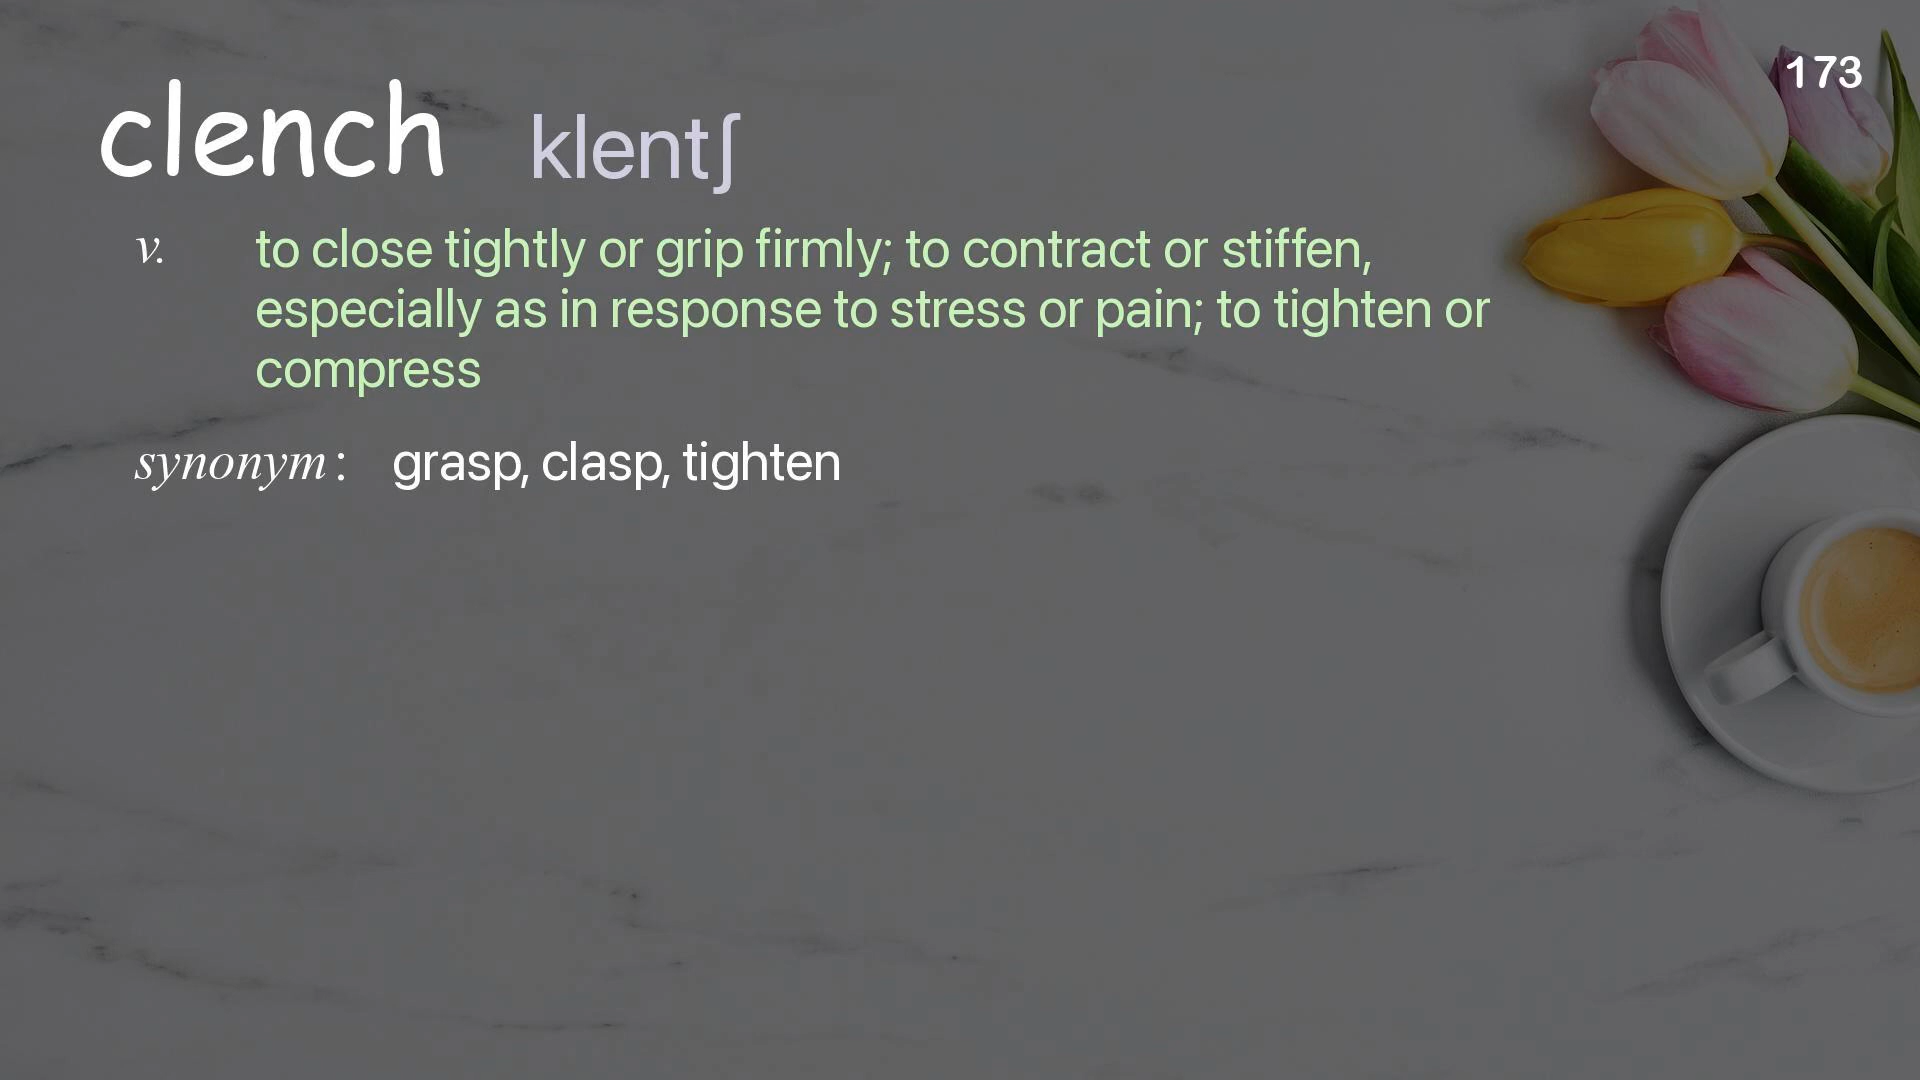 173
clench klentʃ
v. to close tightly or grip firmly; to contract or stiffen,
especially as in response to stress or pain; to tighten or
compress
synonym : grasp, clasp, tighten